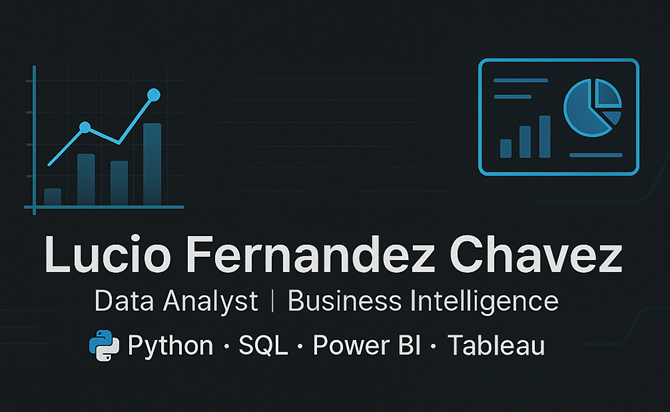 Lucio Fernandez Chavez
Data Analyst | Business Intelligence
Python · SQL · Power BI · Tableau